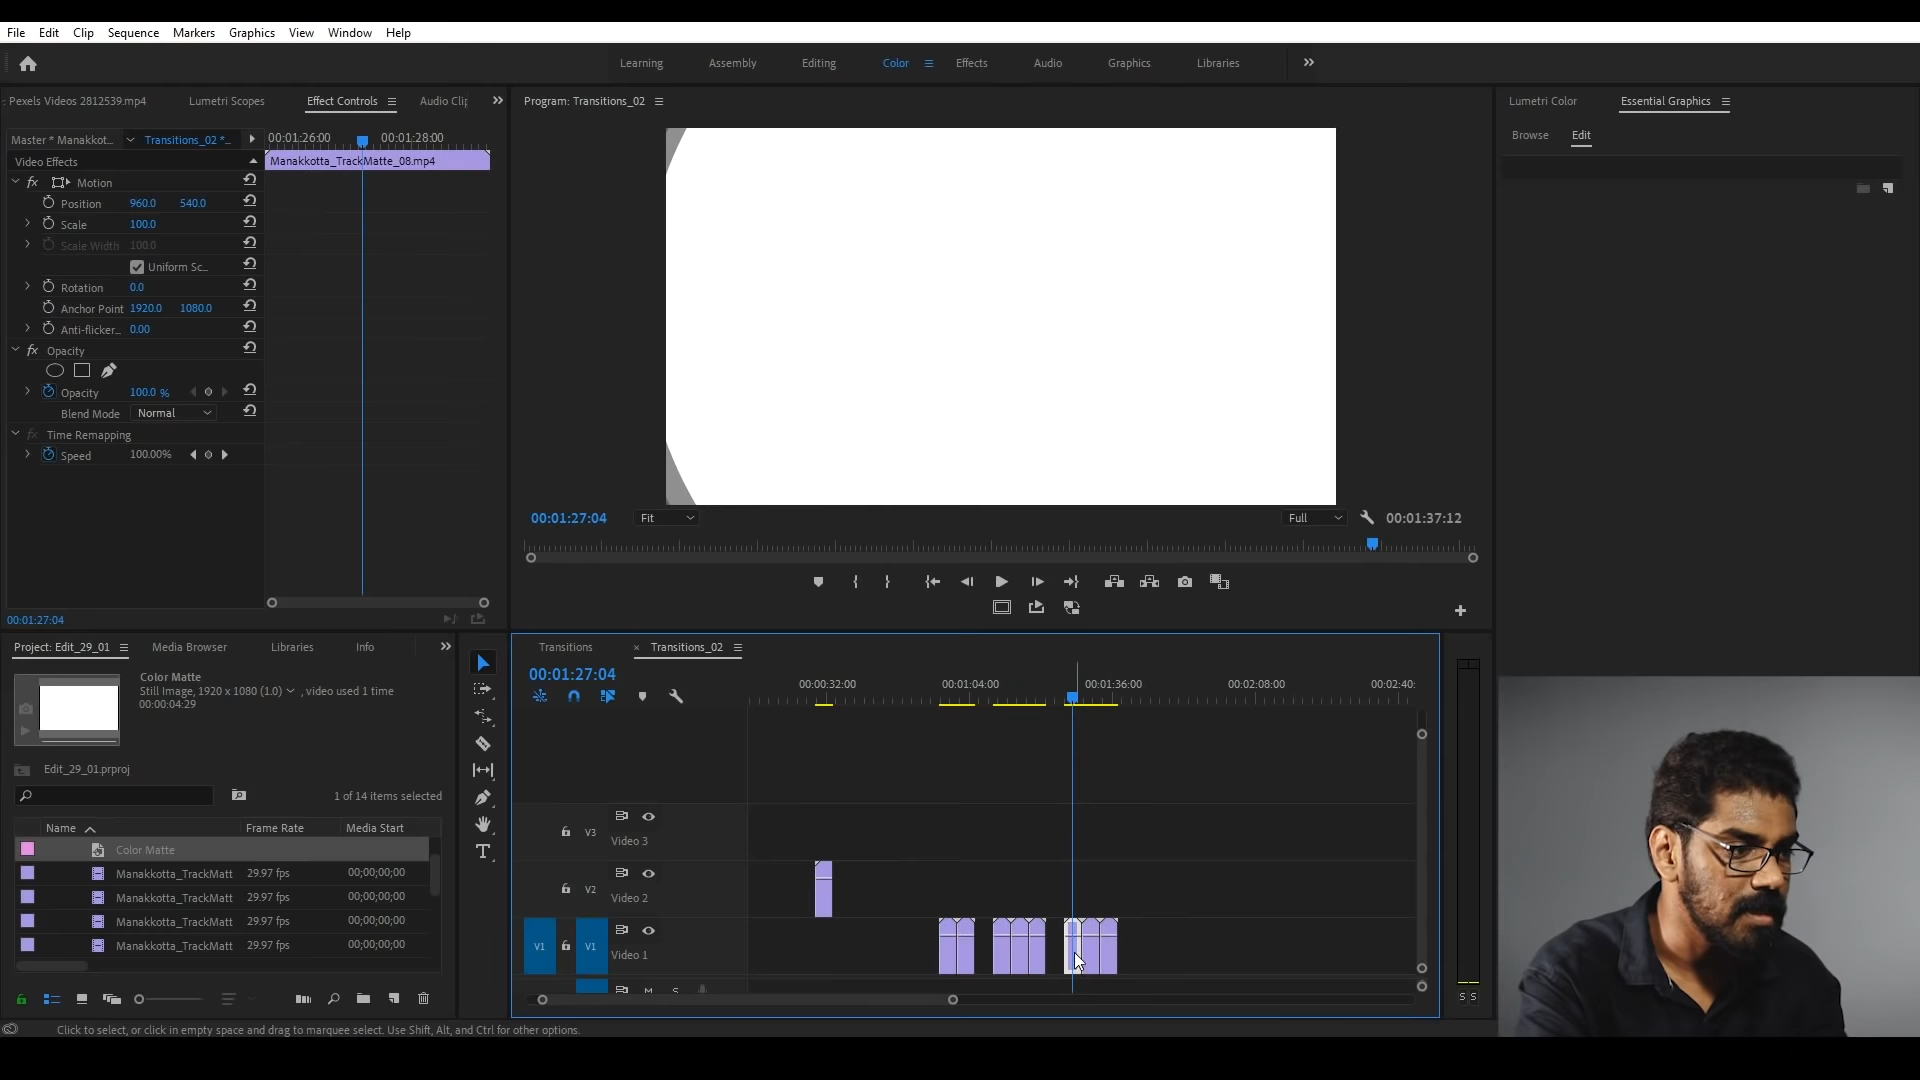 File Edit Clip Sequence Markers Graphics View Window Help
Learning Assembly Editing Color Effects Audio Graphics Libraries
: Pexels Videos 2812539.mp4 Lumetri Scopes Effect Controls Audio Clip
Master * Manakkot... Transitions_02 *...
00:01:26:00 00:01:28:00
Video Effects
Manakkotta_TrackMatte_08.mp4
fx Motion
Position 960.0 540.0
Scale 100.0
Scale Width 100.0
Uniform Sc...
Rotation 0.0
Anchor Point 1920.0 1080.0
Anti-flicker... 0.00
fx Opacity
Opacity 100.0 %
Blend Mode Normal
fx Time Remapping
Speed 100.00%
00:01:27:04
Program: Transitions_02
00:01:27:04 Fit Full 00:01:37:12
Lumetri Color Essential Graphics
Browse Edit
Project: Edit_29_01 Media Browser Libraries Info
Color Matte
Still Image, 1920 x 1080 (1.0) , video used 1 time
00:00:04:29
Edit_29_01.prproj
1 of 14 items selected
Name Frame Rate Media Start
Color Matte
Manakkotta_TrackMatt 29.97 fps 00;00;00;00
Manakkotta_TrackMatt 29.97 fps 00;00;00;00
Manakkotta_TrackMatt 29.97 fps 00;00;00;00
Manakkotta_TrackMatt 29.97 fps 00;00;00;00
Transitions × Transitions_02
00:01:27:04
00:00:32:00 00:01:04:00 00:01:36:00 00:02:08:00 00:02:40:
V3 Video 3
V2 Video 2
V1 V1 Video 1
M S
S S
Click to select, or click in empty space and drag to marquee select. Use Shift, Alt, and Ctrl for other options.